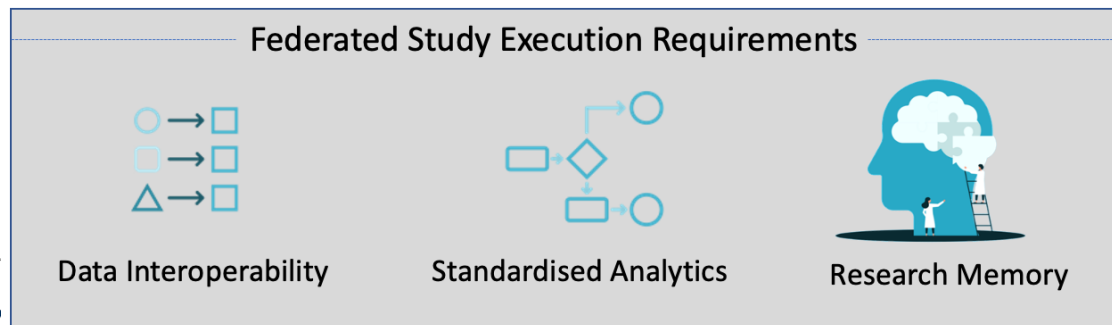 Federated Study Execution Requirements
Data Interoperability
Standardised Analytics
Research Memory